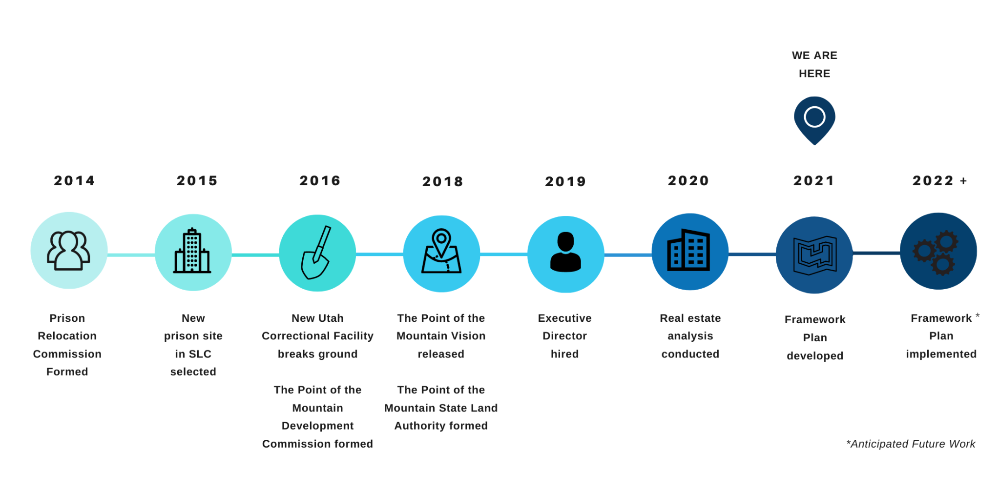 WE ARE
HERE
2014
2015
2016
2018
2019
2020
2021
2022 +
Prison
Relocation
Commission
Formed
New
prison site
in SLC
selected
New Utah
Correctional Facility
breaks ground
The Point of the
Mountain
Development
Commission formed
The Point of the
Mountain Vision
released
The Point of the
Mountain State Land
Authority formed
Executive
Director
hired
Real estate
analysis
conducted
Framework
Plan
developed
Framework *
Plan
implemented
*Anticipated Future Work